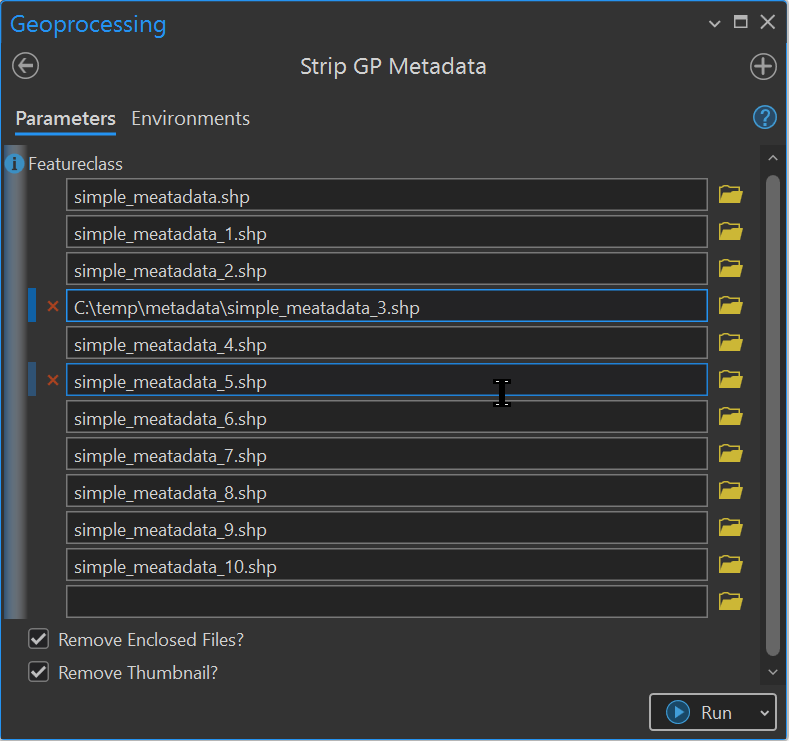 Geoprocessing
Strip GP Metadata
Parameters Environments
Featureclass
simple_meatadata.shp
simple_meatadata_1.shp
simple_meatadata_2.shp
C:\temp\metadata\simple_meatadata_3.shp
simple_meatadata_4.shp
simple_meatadata_5.shp
simple_meatadata_6.shp
simple_meatadata_7.shp
simple_meatadata_8.shp
simple_meatadata_9.shp
simple_meatadata_10.shp
Remove Enclosed Files?
Remove Thumbnail?
Run